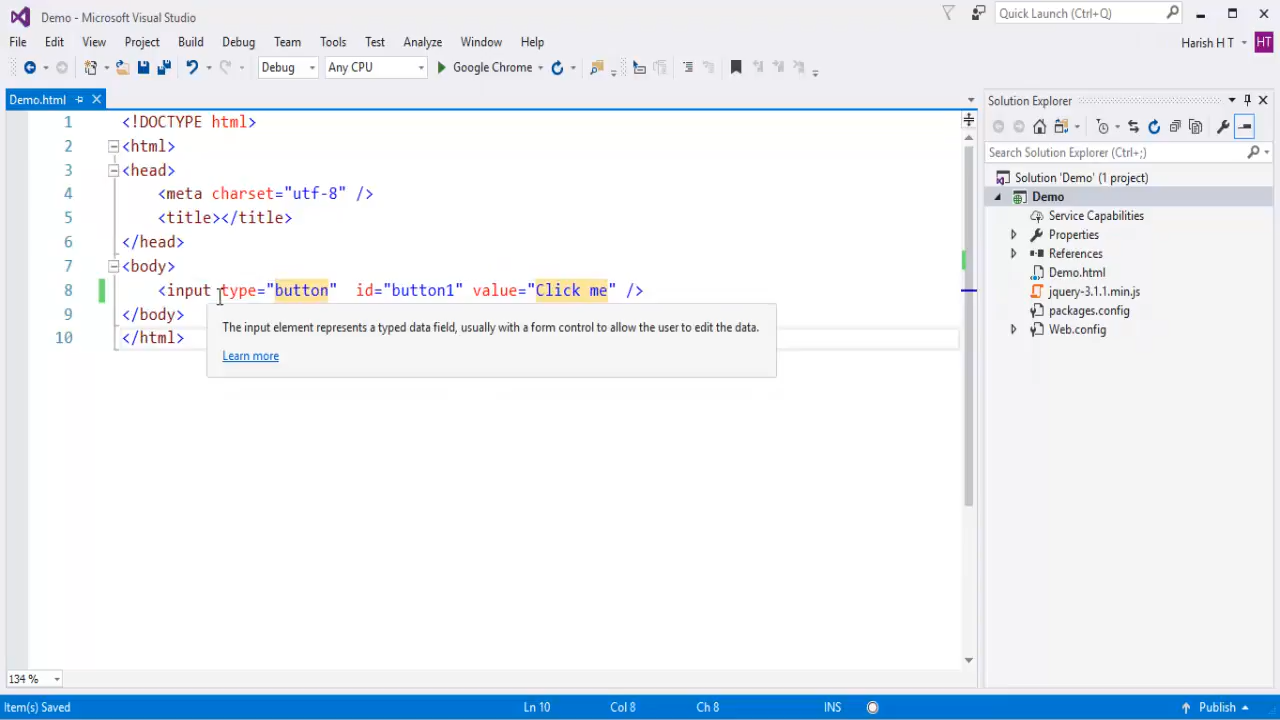 Demo - Microsoft Visual Studio
Quick Launch (Ctrl+Q)
File Edit View Project Build Debug Team Tools Test Analyze Window Help
Harish H T HT
Debug Any CPU Google Chrome
Demo.html
1 <!DOCTYPE html>
2 <html>
3 <head>
4 <meta charset="utf-8" />
5 <title></title>
6 </head>
7 <body>
8 <input type="button" id="button1" value="Click me" />
9 </body>
10 </html>
The input element represents a typed data field, usually with a form control to allow the user to edit the data.
Learn more
134 %
Solution Explorer
Search Solution Explorer (Ctrl+;)
Solution 'Demo' (1 project)
Demo
Service Capabilities
Properties
References
Demo.html
jquery-3.1.1.min.js
packages.config
Web.config
Item(s) Saved Ln 10 Col 8 Ch 8 INS Publish